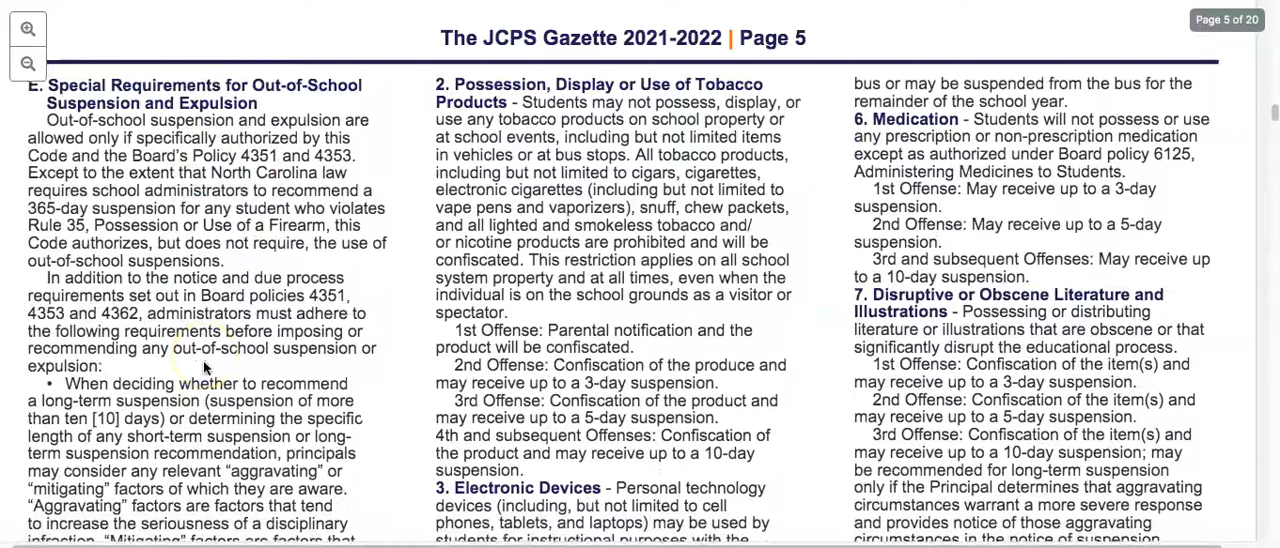 Page 5 of 20
The JCPS Gazette 2021-2022 | Page 5
E. Special Requirements for Out-of-School
Suspension and Expulsion
Out-of-school suspension and expulsion are
allowed only if specifically authorized by this
Code and the Board's Policy 4351 and 4353.
Except to the extent that North Carolina law
requires school administrators to recommend a
365-day suspension for any student who violates
Rule 35, Possession or Use of a Firearm, this
Code authorizes, but does not require, the use of
out-of-school suspensions.
In addition to the notice and due process
requirements set out in Board policies 4351,
4353 and 4362, administrators must adhere to
the following requirements before imposing or
recommending any out-of-school suspension or
expulsion:
• When deciding whether to recommend
a long-term suspension (suspension of more
than ten [10] days) or determining the specific
length of any short-term suspension or long-
term suspension recommendation, principals
may consider any relevant “aggravating” or
“mitigating” factors of which they are aware.
“Aggravating” factors are factors that tend
to increase the seriousness of a disciplinary
infraction. “Mitigating” factors are factors that
2. Possession, Display or Use of Tobacco
Products - Students may not possess, display, or
use any tobacco products on school property or
at school events, including but not limited items
in vehicles or at bus stops. All tobacco products,
including but not limited to cigars, cigarettes,
electronic cigarettes (including but not limited to
vape pens and vaporizers), snuff, chew packets,
and all lighted and smokeless tobacco and/
or nicotine products are prohibited and will be
confiscated. This restriction applies on all school
system property and at all times, even when the
individual is on the school grounds as a visitor or
spectator.
1st Offense: Parental notification and the
product will be confiscated.
2nd Offense: Confiscation of the produce and
may receive up to a 3-day suspension.
3rd Offense: Confiscation of the product and
may receive up to a 5-day suspension.
4th and subsequent Offenses: Confiscation of
the product and may receive up to a 10-day
suspension.
3. Electronic Devices - Personal technology
devices (including, but not limited to cell
phones, tablets, and laptops) may be used by
students for instructional purposes with the
bus or may be suspended from the bus for the
remainder of the school year.
6. Medication - Students will not possess or use
any prescription or non-prescription medication
except as authorized under Board policy 6125,
Administering Medicines to Students.
1st Offense: May receive up to a 3-day
suspension.
2nd Offense: May receive up to a 5-day
suspension.
3rd and subsequent Offenses: May receive up
to a 10-day suspension.
7. Disruptive or Obscene Literature and
Illustrations - Possessing or distributing
literature or illustrations that are obscene or that
significantly disrupt the educational process.
1st Offense: Confiscation of the item(s) and
may receive up to a 3-day suspension.
2nd Offense: Confiscation of the item(s) and
may receive up to a 5-day suspension.
3rd Offense: Confiscation of the item(s) and
may receive up to a 10-day suspension; may
be recommended for long-term suspension
only if the Principal determines that aggravating
circumstances warrant a more severe response
and provides notice of those aggravating
circumstances in the notice of suspension